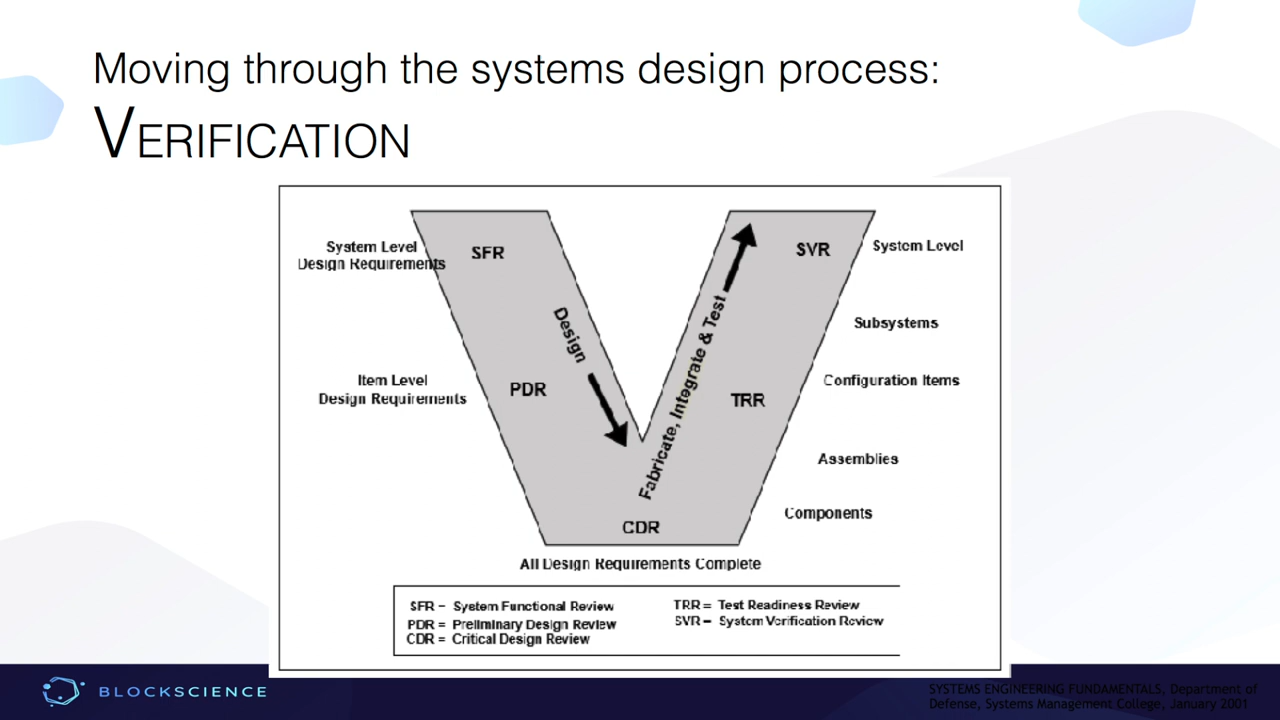 Moving through the systems design process:
VERIFICATION
System Level
Design Requirements
SFR
SVR
System Level
Design
Fabricate, Integrate & Test
Subsystems
Item Level
Design Requirements
PDR
TRR
Configuration Items
Assemblies
Components
CDR
All Design Requirements Complete
SFR = System Functional Review
PDR = Preliminary Design Review
CDR = Critical Design Review
TRR = Test Readiness Review
SVR = System Verification Review
BLOCKSCIENCE
SYSTEMS ENGINEERING FUNDAMENTALS, Department of
Defense, Systems Management College, January 2001